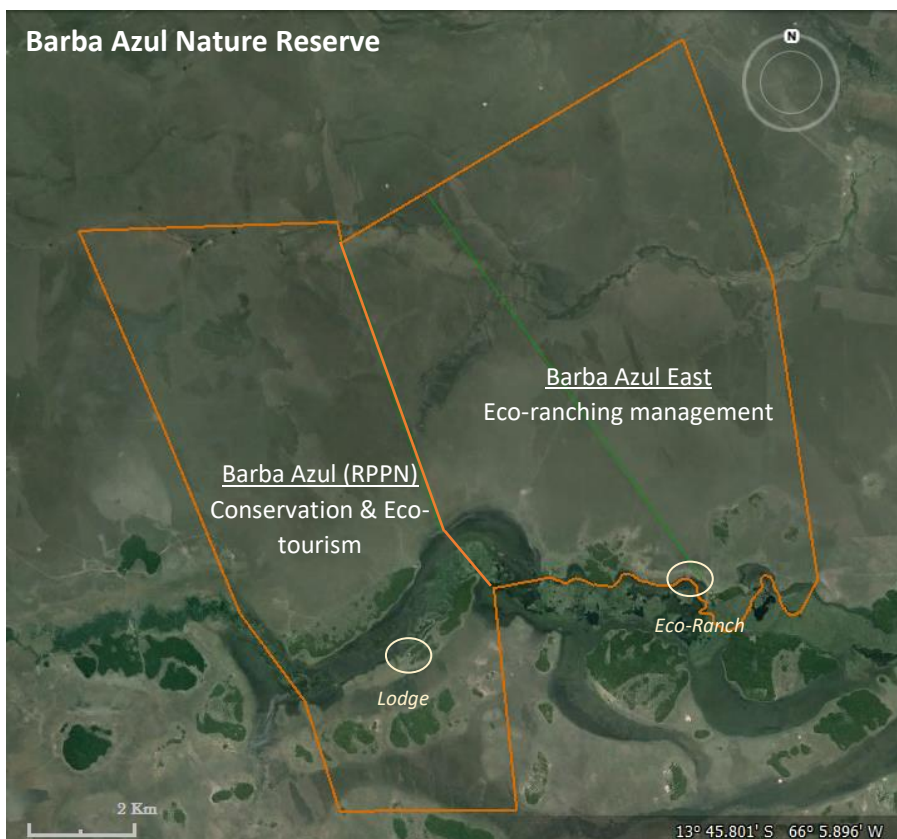 Barba Azul Nature Reserve
N
Barba Azul East
Eco-ranching management
Barba Azul (RPPN)
Conservation & Eco-
tourism
Eco-Ranch
Lodge
2 Km
13º 45.801' S 66º 5.896' W